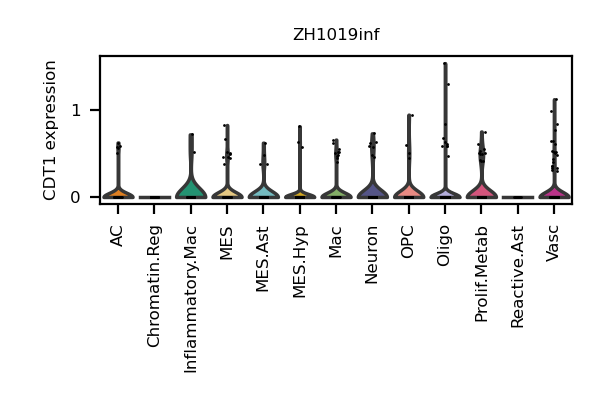 ZH1019inf
CDT1 expression
1
0
AC
Chromatin.Reg
Inflammatory.Mac
MES
MES.Ast
MES.Hyp
Mac
Neuron
OPC
Oligo
Prolif.Metab
Reactive.Ast
Vasc